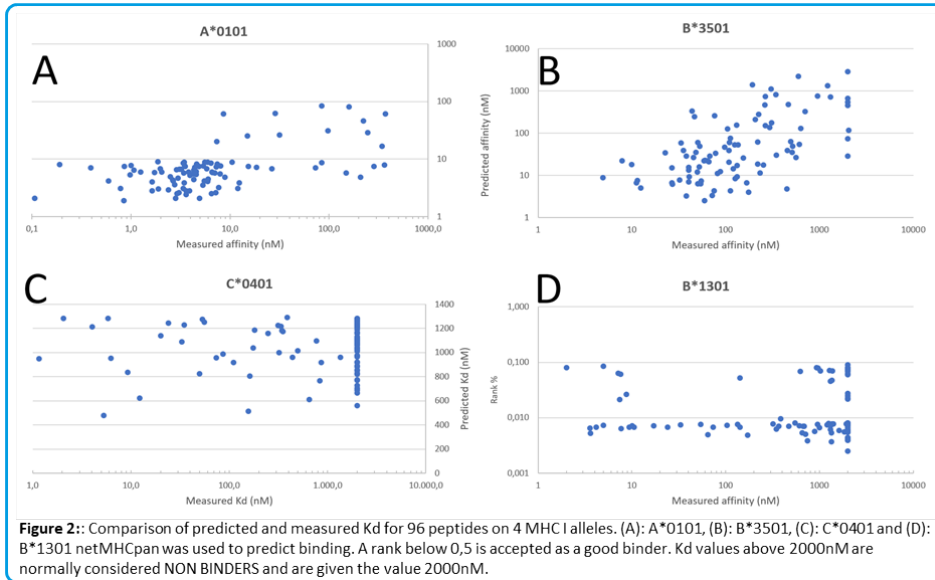 A*0101
A
1000
100
10
1
0,1
1,0
10,0
100,0
1000,0
Measured affinity (nM)
B*3501
B
Predicted affinity (nM)
10000
1000
100
10
1
1
10
100
1000
10000
Measured affinity (nM)
C*0401
C
1400
1200
1000
800
600
400
200
0
Predicted Kd (nM)
1,0
10,0
100,0
1.000,0
10.000,0
Measured Kd (nM)
B*1301
D
Rank %
1,000
0,100
0,010
0,001
1
10
100
1000
10000
Measured affinity (nM)
Figure 2:: Comparison of predicted and measured Kd for 96 peptides on 4 MHC I alleles. (A): A*0101, (B): B*3501, (C): C*0401 and (D):
B*1301 netMHCpan was used to predict binding. A rank below 0,5 is accepted as a good binder. Kd values above 2000nM are
normally considered NON BINDERS and are given the value 2000nM.